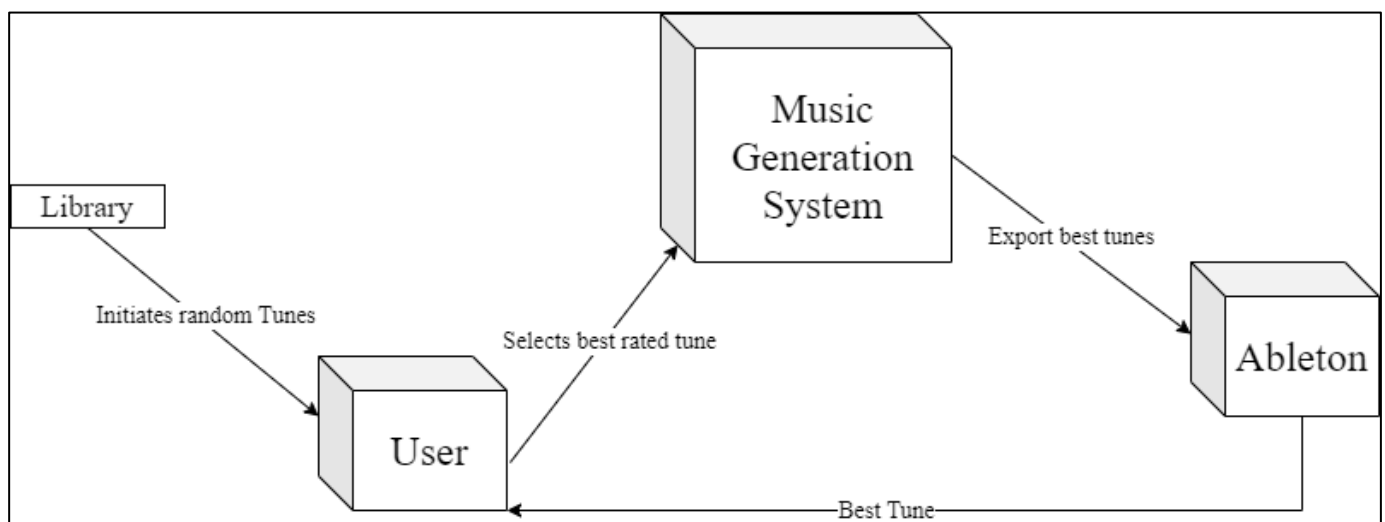 Music
Generation
System
Library
Export best tunes
Initiates random Tunes
Selects best rated tune
Ableton
User
Best Tune